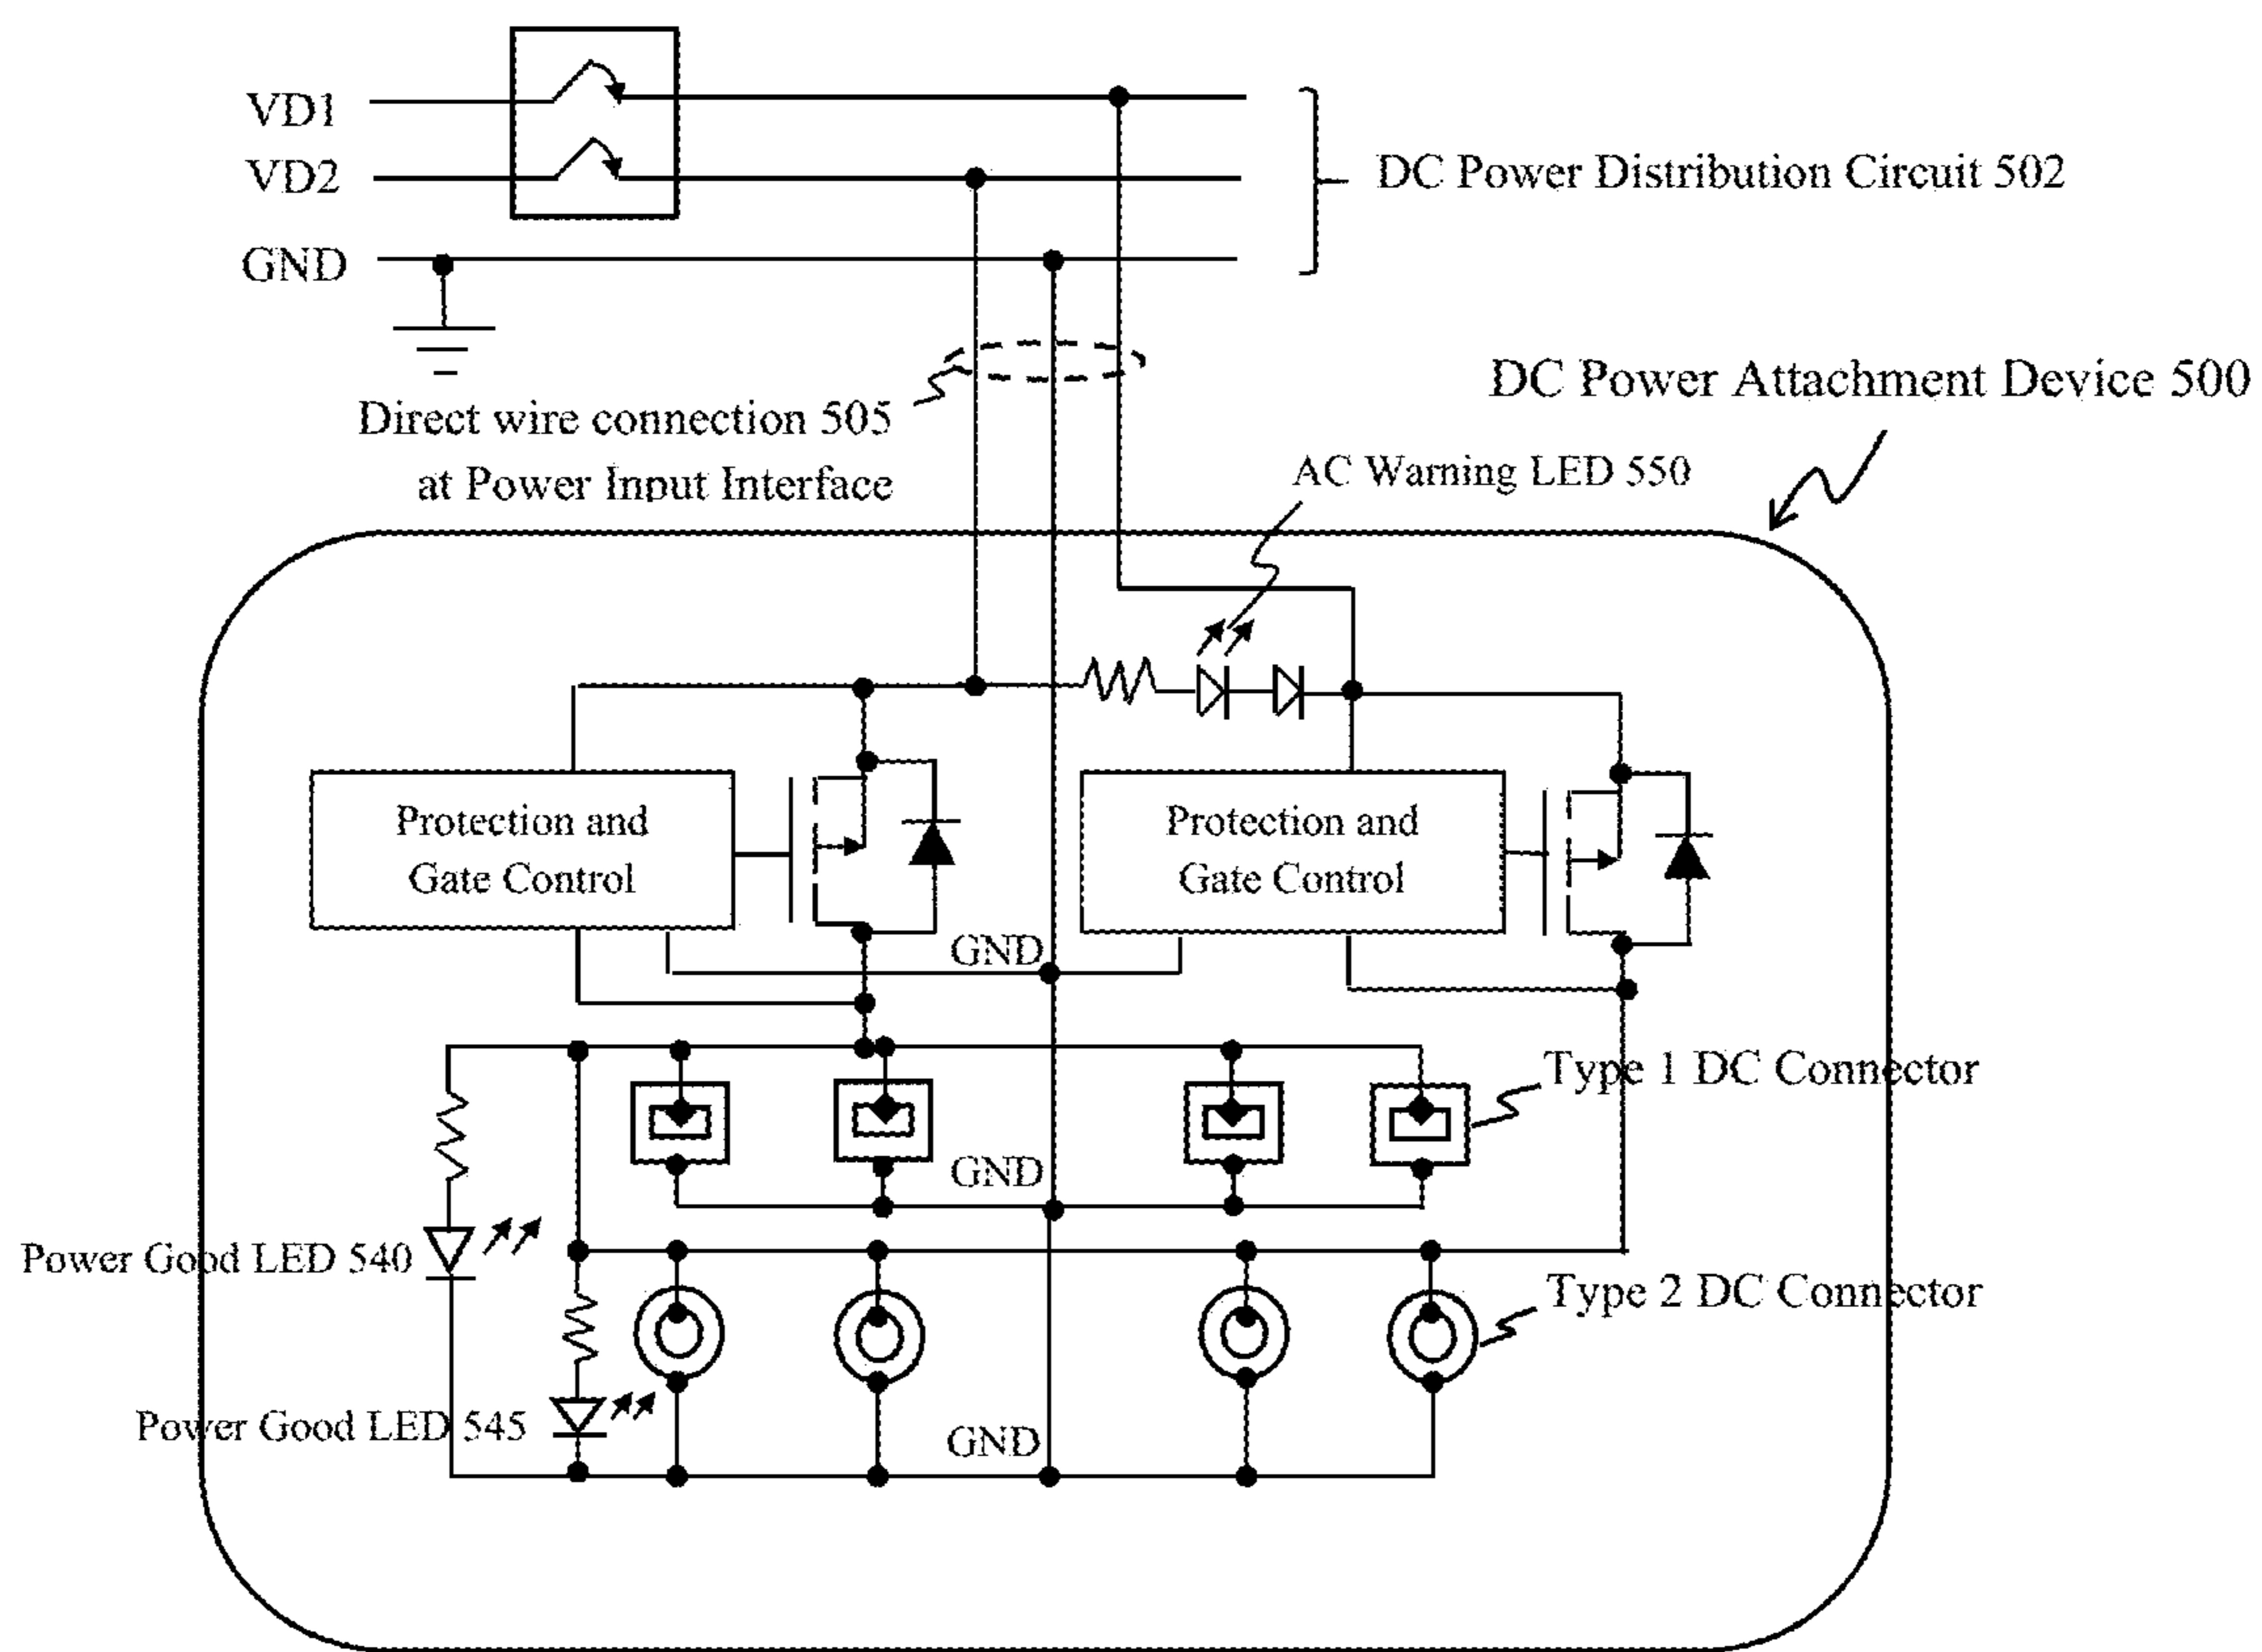 VD1
VD2
GND
DC Power Distribution Circuit 502
DC Power Attachment Device 500
Direct wire connection 505
at Power Input Interface
AC Warning LED 550
Protection and
Gate Control
Protection and
Gate Control
GND
Type 1 DC Connector
GND
Power Good LED 540
Type 2 DC Connector
Power Good LED 545
GND